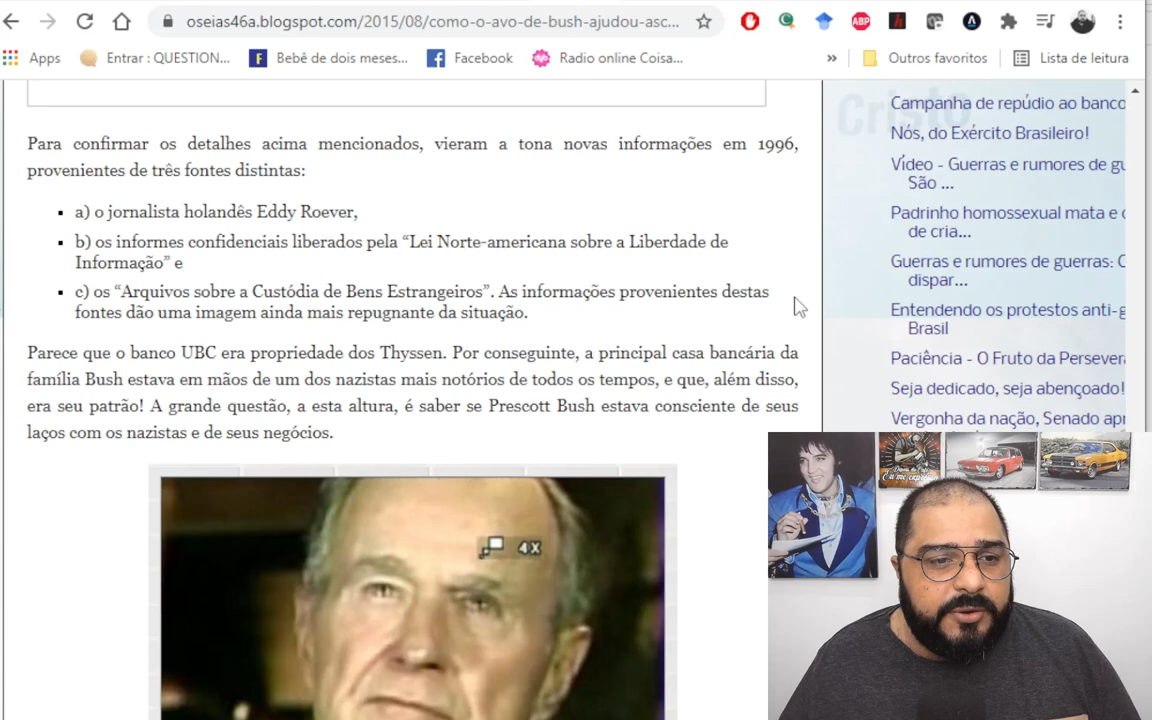 oseias46a.blogspot.com/2015/08/como-o-avo-de-bush-ajudou-asc...
Apps
Entrar : QUESTION...
Bebê de dois meses...
Facebook
Radio online Coisa...
»
Outros favoritos
Lista de leitura
ABP
Cristo
Para confirmar os detalhes acima mencionados, vieram a tona novas informações em 1996,
provenientes de três fontes distintas:
a) o jornalista holandês Eddy Roever,
b) os informes confidenciais liberados pela “Lei Norte-americana sobre a Liberdade de
Informação” e
c) os “Arquivos sobre a Custódia de Bens Estrangeiros”. As informações provenientes destas
fontes dão uma imagem ainda mais repugnante da situação.
Parece que o banco UBC era propriedade dos Thyssen. Por conseguinte, a principal casa bancária da
família Bush estava em mãos de um dos nazistas mais notórios de todos os tempos, e que, além disso,
era seu patrão! A grande questão, a esta altura, é saber se Prescott Bush estava consciente de seus
laços com os nazistas e de seus negócios.
4X
Campanha de repúdio ao banco
Nós, do Exército Brasileiro!
Vídeo - Guerras e rumores de gu
São ...
Padrinho homossexual mata e
de cria...
Guerras e rumores de guerras:
dispar...
Entendendo os protestos anti-g
Brasil
Paciência - O Fruto da Persevera
Seja dedicado, seja abençoado!
Vergonha da nação, Senado apr